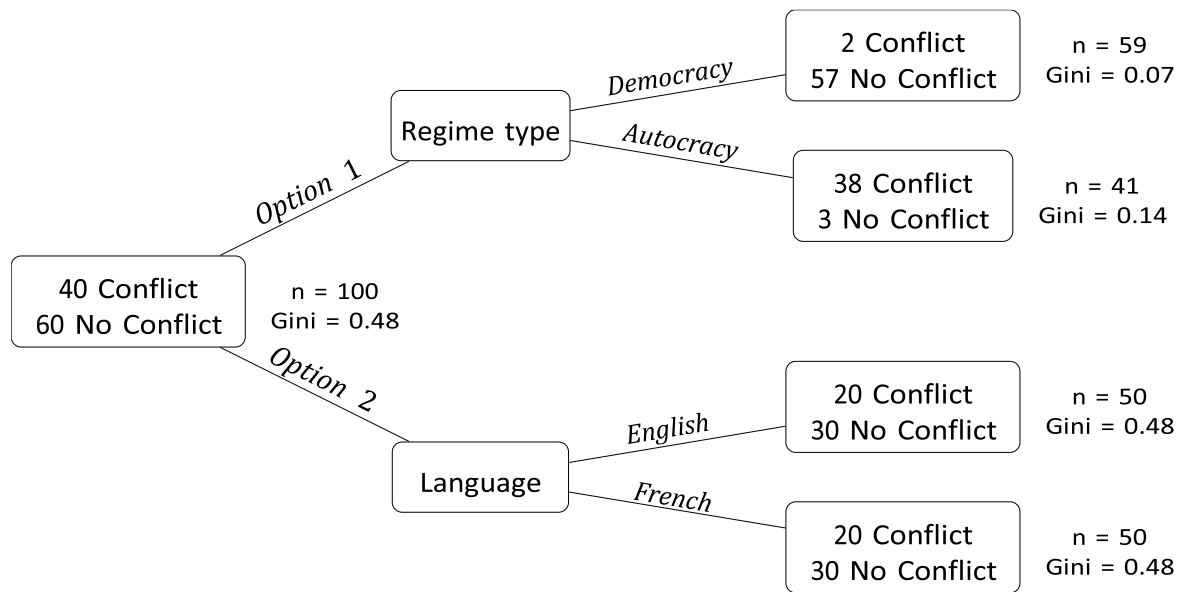 2 Conflict
57 No Conflict
n = 59
Gini = 0.07
Democracy
Regime type
Autocracy
38 Conflict
3 No Conflict
n = 41
Gini = 0.14
Option 1
40 Conflict
60 No Conflict
n = 100
Gini = 0.48
Option 2
20 Conflict
30 No Conflict
n = 50
Gini = 0.48
English
Language
French
20 Conflict
30 No Conflict
n = 50
Gini = 0.48